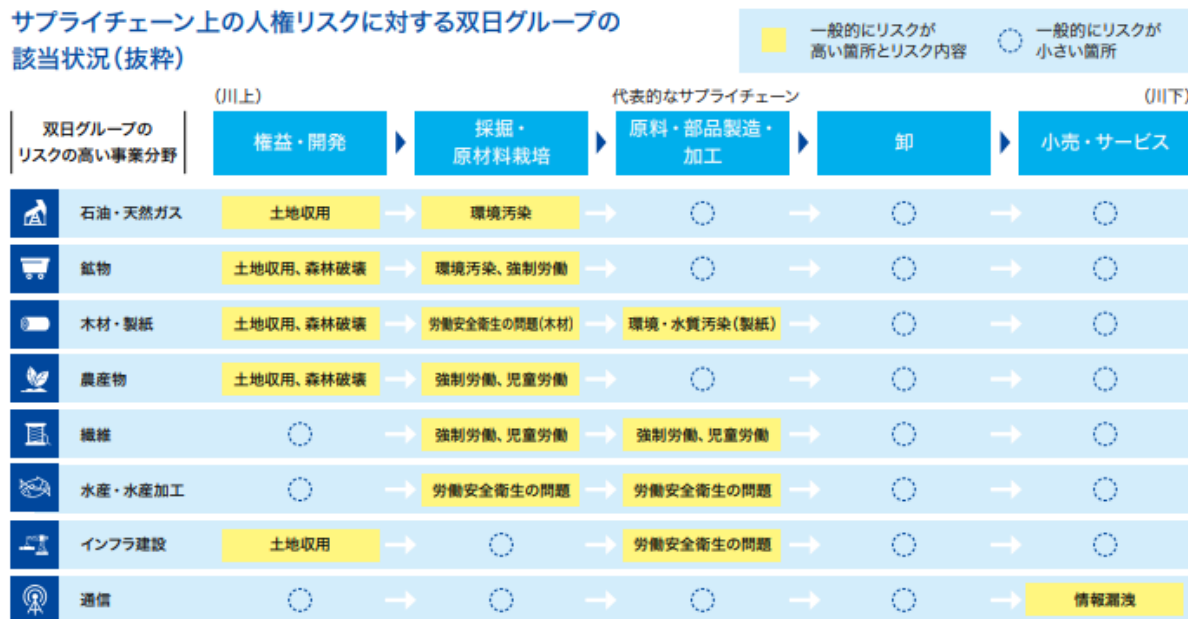 サプライチェーン上の人権リスクに対する双日グループの
該当状況(抜粋)
一般的にリスクが
高い箇所とリスク内容
一般的にリスクが
小さい箇所
(川上)
代表的なサプライチェーン
(川下)
双日グループの
リスクの高い事業分野
権益・開発
採掘・
原材料栽培
原料・部品製造・
加工
卸
小売・サービス
石油・天然ガス 土地収用 環境汚染
鉱物 土地収用、森林破壊 環境汚染、強制労働
木材・製紙 土地収用、森林破壊 労働安全衛生の問題(木材) 環境・水質汚染(製紙)
農産物 土地収用、森林破壊 強制労働、児童労働
繊維 強制労働、児童労働 強制労働、児童労働
水産・水産加工 労働安全衛生の問題 労働安全衛生の問題
インフラ建設 土地収用 労働安全衛生の問題
通信 情報漏洩